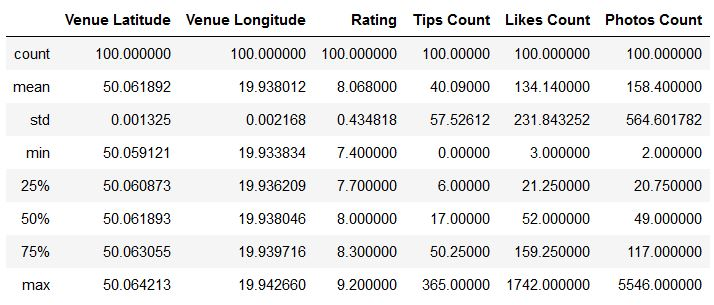 Venue Latitude Venue Longitude Rating Tips Count Likes Count Photos Count
count 100.000000 100.000000 100.000000 100.00000 100.000000 100.000000
mean 50.061892 19.938012 8.068000 40.09000 134.140000 158.400000
std 0.001325 0.002168 0.434818 57.52612 231.843252 564.601782
min 50.059121 19.933834 7.400000 0.00000 3.000000 2.000000
25% 50.060873 19.936209 7.700000 6.00000 21.250000 20.750000
50% 50.061893 19.938046 8.000000 17.00000 52.000000 49.000000
75% 50.063055 19.939716 8.300000 50.25000 159.250000 117.000000
max 50.064213 19.942660 9.200000 365.00000 1742.000000 5546.000000